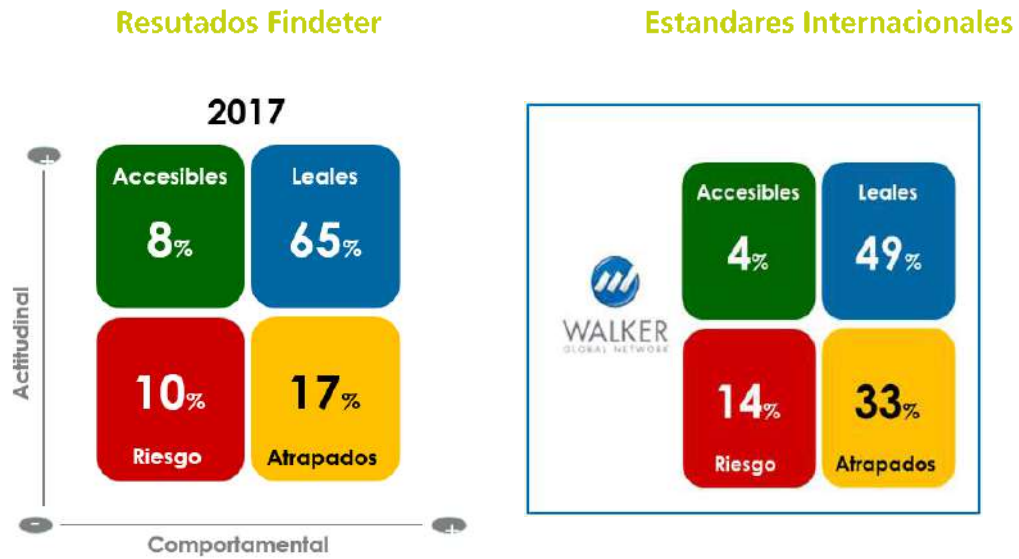 Resutados Findeter
Estandares Internacionales
2017
+
Accesibles
8%
Leales
65%
10%
Riesgo
17%
Atrapados
Actitudinal
-
Comportamental
+
WALKER
GLOBAL NETWORK
Accesibles
4%
Leales
49%
14%
Riesgo
33%
Atrapados